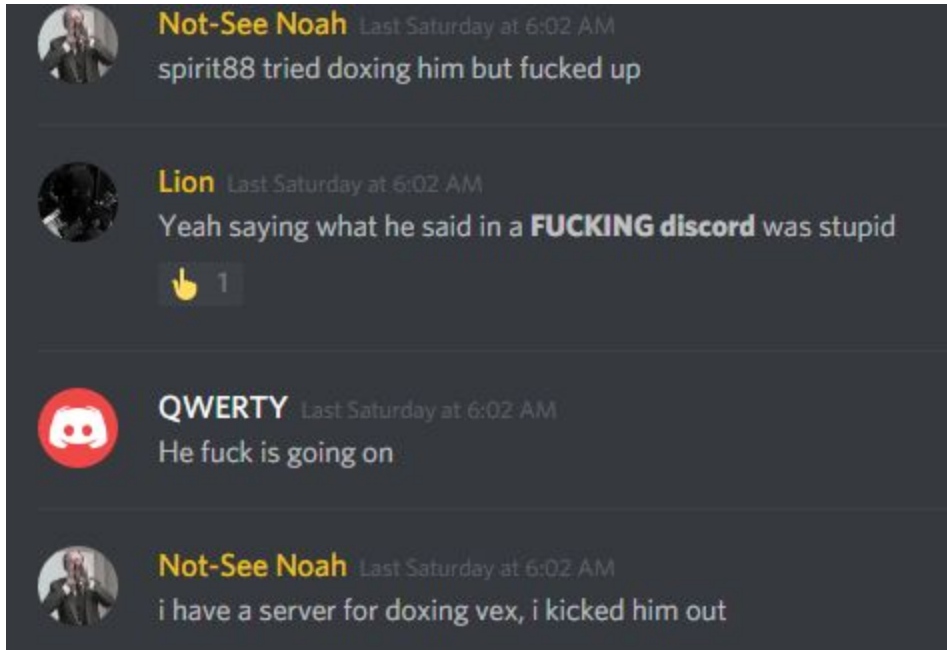 Not-See Noah Last Saturday at 6:02 AM
spirit88 tried doxing him but fucked up
Lion Last Saturday at 6:02 AM
Yeah saying what he said in a FUCKING discord was stupid
👆 1
QWERTY Last Saturday at 6:02 AM
He fuck is going on
Not-See Noah Last Saturday at 6:02 AM
i have a server for doxing vex, i kicked him out